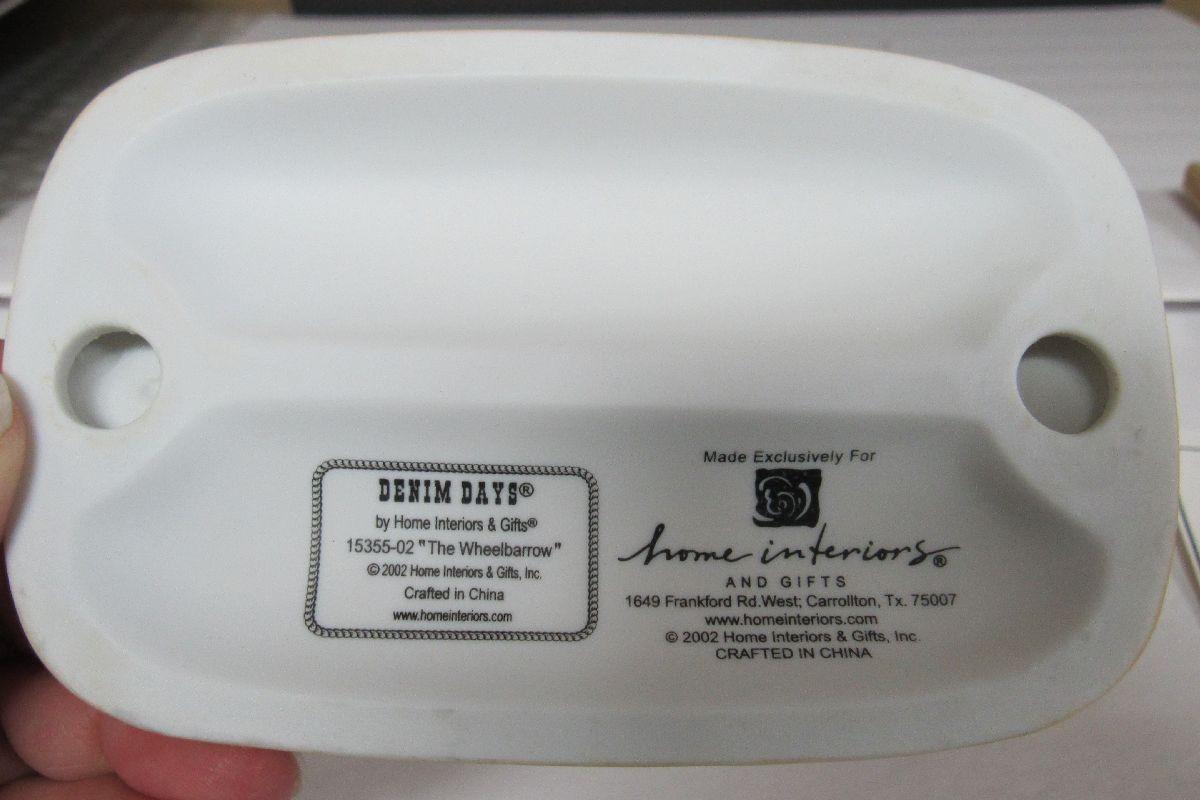 DENIM DAYS®
by Home Interiors & Gifts®
15355-02 "The Wheelbarrow"
© 2002 Home Interiors & Gifts, Inc.
Crafted in China
www.homeinteriors.com
Made Exclusively For
home interiors®
AND GIFTS
1649 Frankford Rd.West; Carrollton, Tx. 75007
www.homeinteriors.com
© 2002 Home Interiors & Gifts, Inc.
CRAFTED IN CHINA